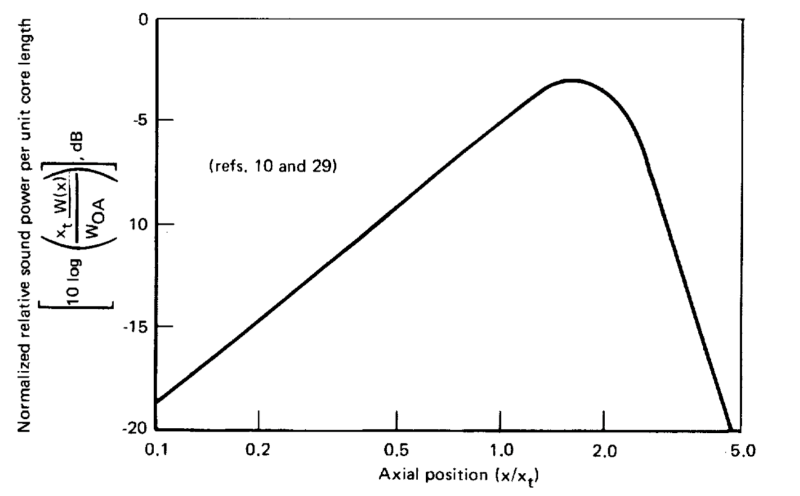 Normalized relative sound power per unit core length
[10 log (x_t W(x) / W_OA)], dB
0
-5
10
-15
-20
(refs. 10 and 29)
0.1
0.2
0.5
1.0
2.0
5.0
Axial position (x/x_t)